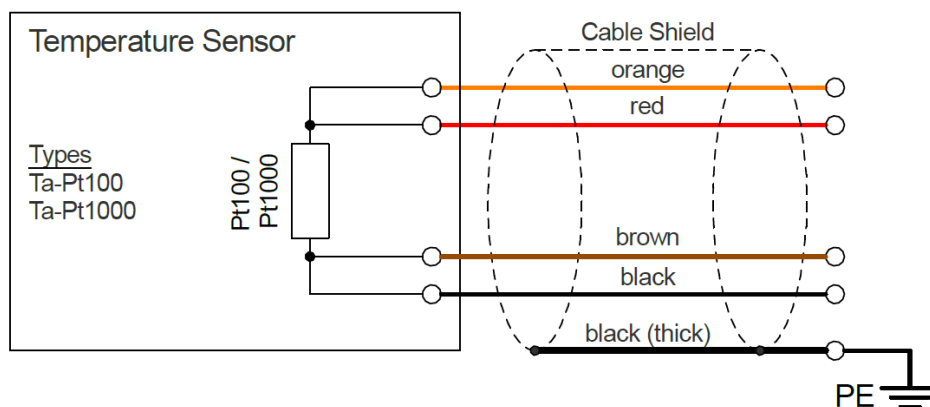 Temperature Sensor
Cable Shield
orange
red
Types
Ta-Pt100
Ta-Pt1000
Pt100 /
Pt1000
brown
black
black (thick)
PE